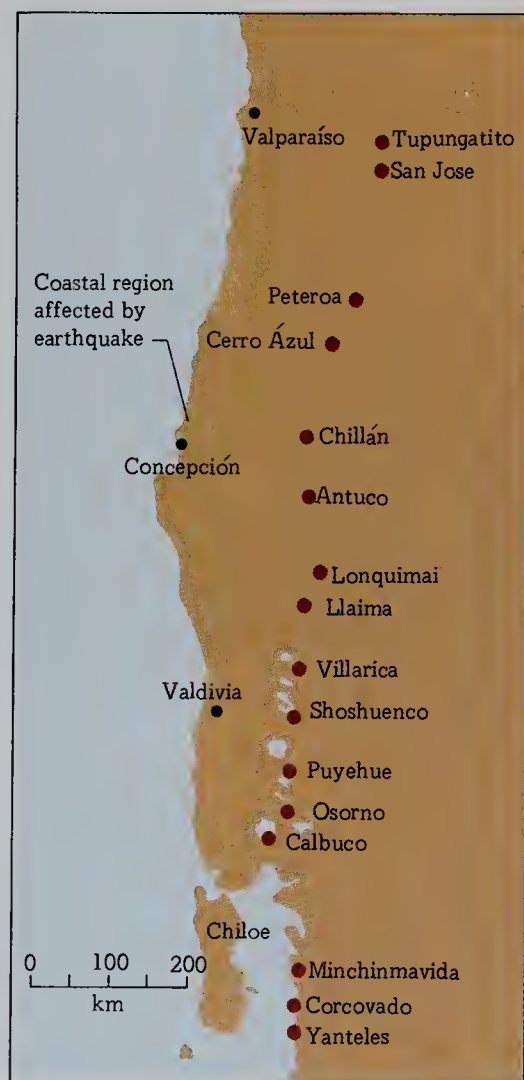 Valparaíso
Tupungatito
San Jose
Coastal region
affected by
earthquake
Peteroa
Cerro Ázul
Chillán
Concepción
Antuco
Lonquimai
Llaima
Villarica
Valdivia
Shoshuenco
Puyehue
Osorno
Calbuco
Chiloe
0 100 200
km
Minchinmavida
Corcovado
Yanteles